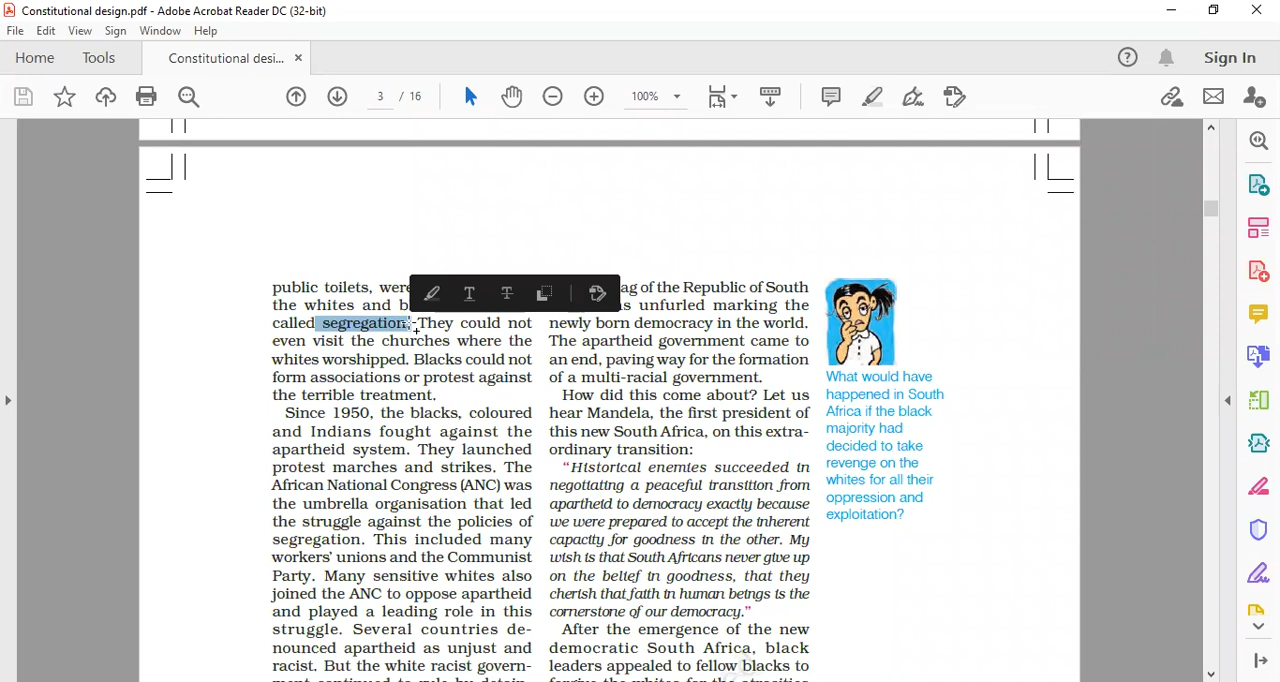 Constitutional design.pdf - Adobe Acrobat Reader DC (32-bit)
File Edit View Sign Window Help
Home Tools Constitutional desi... ×
Sign In
3 / 16
100%
public toilets, were
the whites and b
called segregation. They could not
even visit the churches where the
whites worshipped. Blacks could not
form associations or protest against
the terrible treatment.
Since 1950, the blacks, coloured
and Indians fought against the
apartheid system. They launched
protest marches and strikes. The
African National Congress (ANC) was
the umbrella organisation that led
the struggle against the policies of
segregation. This included many
workers' unions and the Communist
Party. Many sensitive whites also
joined the ANC to oppose apartheid
and played a leading role in this
struggle. Several countries de-
nounced apartheid as unjust and
racist. But the white racist govern-
ment continued to rule by detain-
ag of the Republic of South
s unfurled marking the
newly born democracy in the world.
The apartheid government came to
an end, paving way for the formation
of a multi-racial government.
How did this come about? Let us
hear Mandela, the first president of
this new South Africa, on this extra-
ordinary transition:
“Historical enemies succeeded in
negotiating a peaceful transition from
apartheid to democracy exactly because
we were prepared to accept the inherent
capacity for goodness in the other. My
wish is that South Africans never give up
on the belief in goodness, that they
cherish that faith in human beings is the
cornerstone of our democracy.”
After the emergence of the new
democratic South Africa, black
leaders appealed to fellow blacks to
forgive the whites for the atrocities
What would have
happened in South
Africa if the black
majority had
decided to take
revenge on the
whites for all their
oppression and
exploitation?